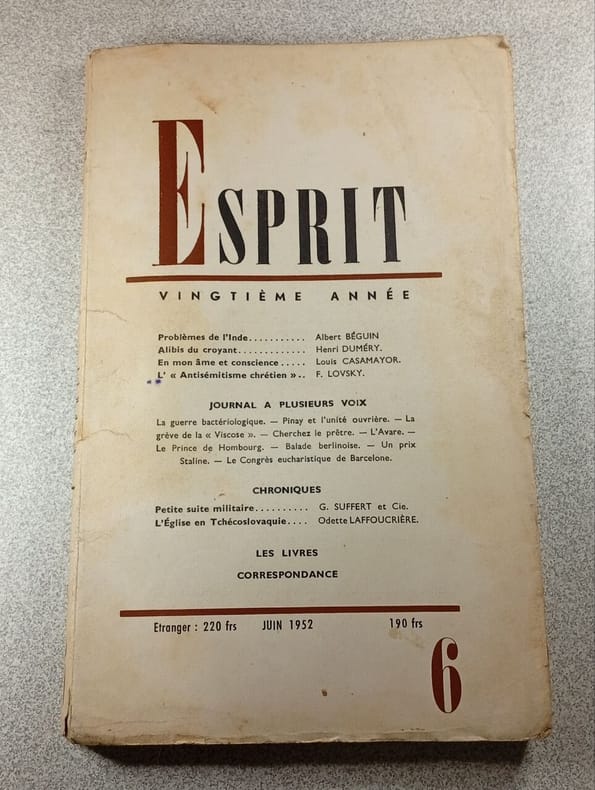 ESPRIT
VINGTIÈME ANNÉE
Problèmes de l'Inde........... Albert BÉGUIN
Alibis du croyant............. Henri DUMÉRY.
En mon âme et conscience..... Louis CASAMAYOR.
L' « Antisémitisme chrétien ».. F. LOVSKY.
JOURNAL A PLUSIEURS VOIX
La guerre bactériologique. — Pinay et l'unité ouvrière. — La
grève de la « Viscose ». — Cherchez le prêtre. — L'Avare. —
Le Prince de Hombourg. — Balade berlinoise. — Un prix
Staline. — Le Congrès eucharistique de Barcelone.
CHRONIQUES
Petite suite militaire.......... G. SUFFERT et Cie.
L'Église en Tchécoslovaquie.... Odette LAFFOUCRIÈRE.
LES LIVRES
CORRESPONDANCE
Etranger : 220 frs JUIN 1952 190 frs
6